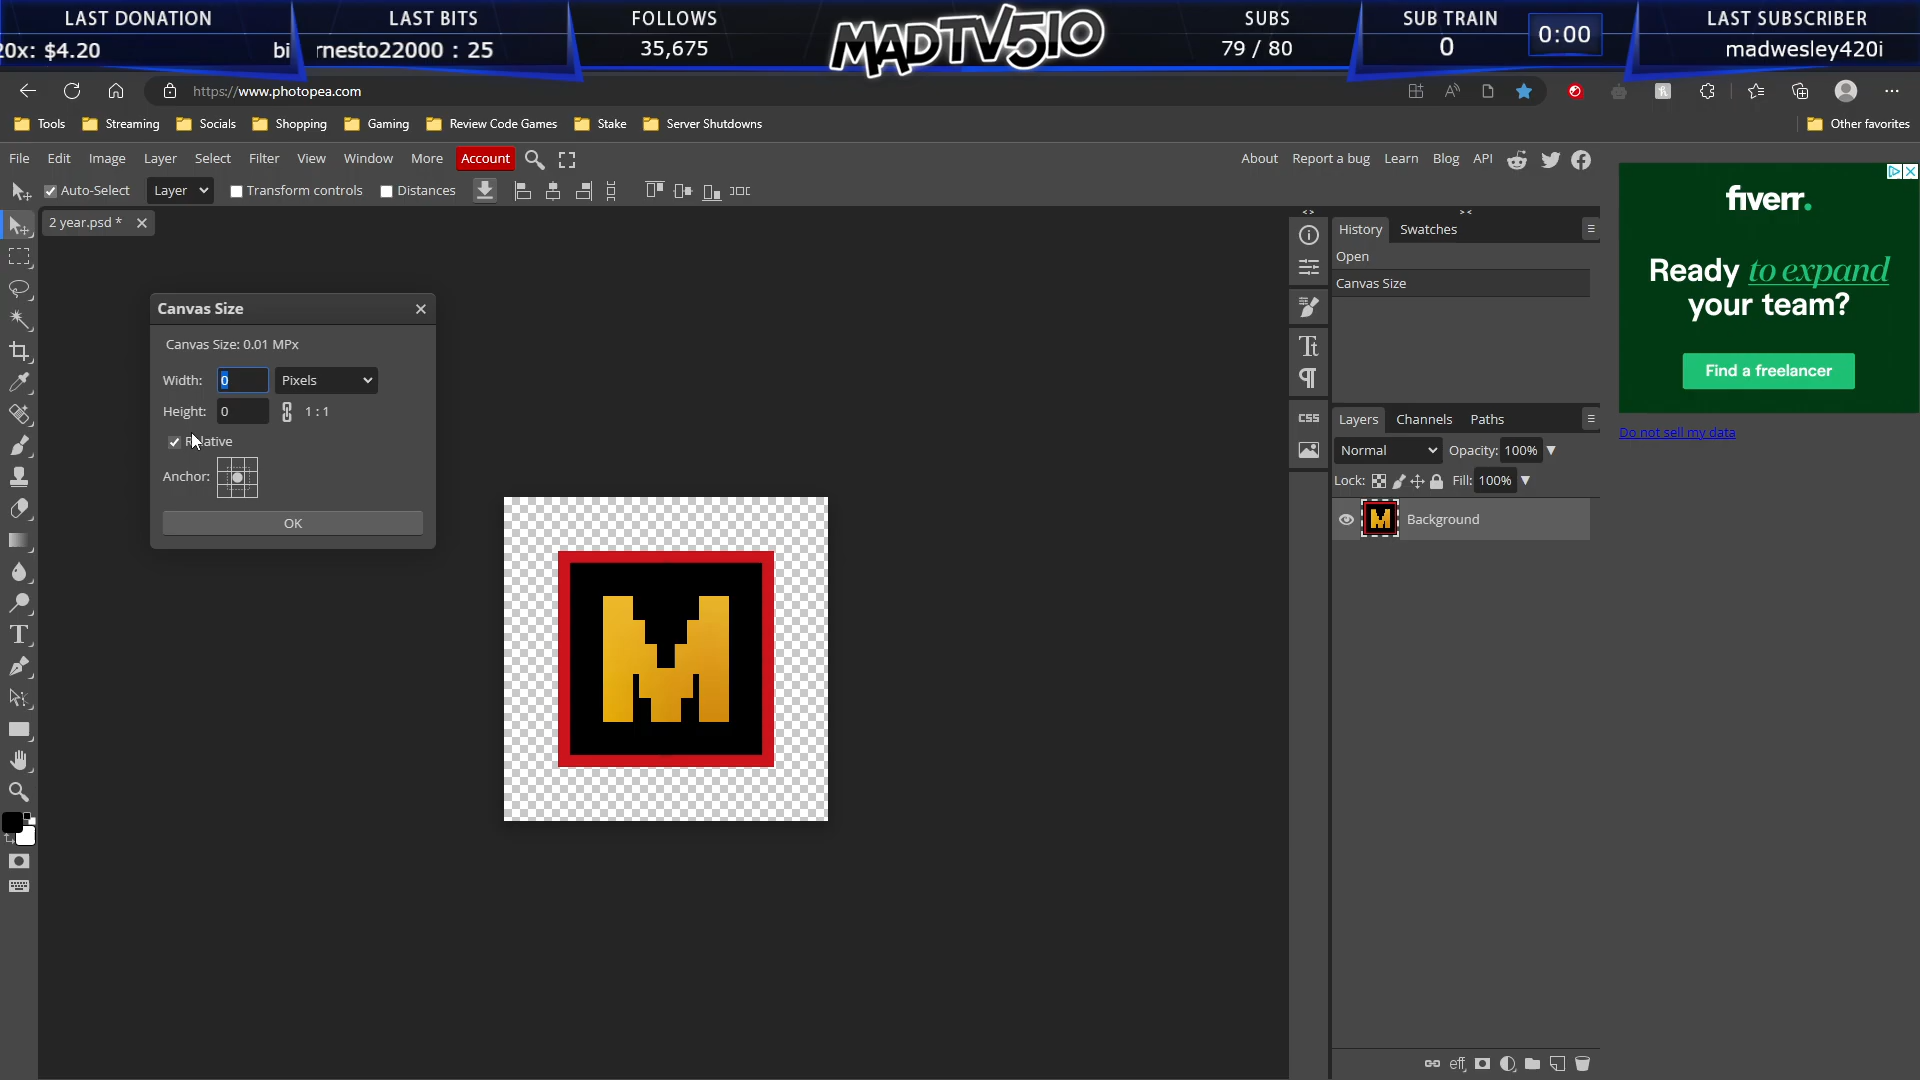 LAST DONATION
0x: $4.20
LAST BITS
bi rnesto22000 : 25
FOLLOWS
35,675
MADTV510
SUBS
79 / 80
SUB TRAIN
0
0:00
LAST SUBSCRIBER
madwesley420i
https://www.photopea.com
Tools Streaming Socials Shopping Gaming Review Code Games Stake Server Shutdowns Other favorites
File Edit Image Layer Select Filter View Window More Account About Report a bug Learn Blog API
Auto-Select Layer Transform controls Distances
2 year.psd *
Canvas Size
Canvas Size: 0.01 MPx
Width: 0 Pixels
Height: 0 1 : 1
Relative
Anchor:
OK
M
History Swatches
Open
Canvas Size
CSS
Layers Channels Paths
Normal Opacity: 100%
Lock: Fill: 100%
M Background
eff
fiverr.
Ready to expand
your team?
Find a freelancer
Do not sell my data